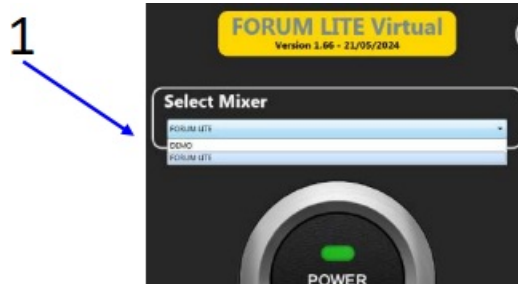 1
FORUM LITE Virtual
Version 1.66 - 21/05/2024
Select Mixer
FORUM LITE
DEMO
FORUM LITE
POWER